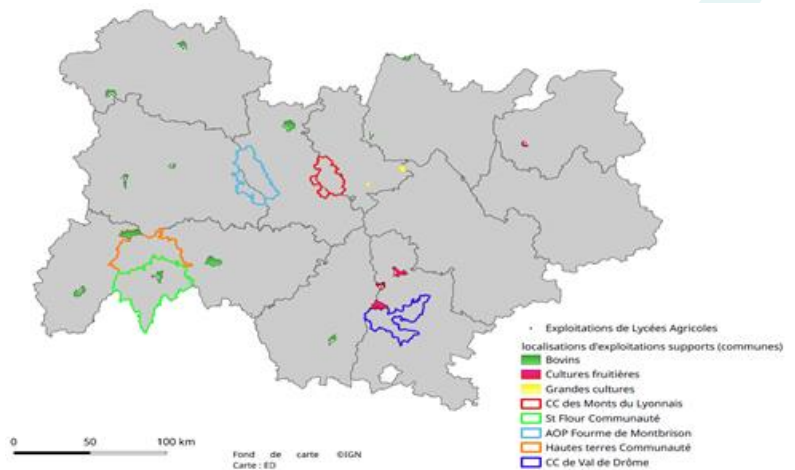 Exploitations de Lycées Agricoles
localisations d'exploitations supports (communes)
Bovins
Cultures fruitières
Grandes cultures
CC des Monts du Lyonnais
St Flour Communauté
AOP Fourme de Montbrison
Hautes terres Communauté
CC de Val de Drôme
0 50 100 km
Fond de carte ©IGN
Carte : ED